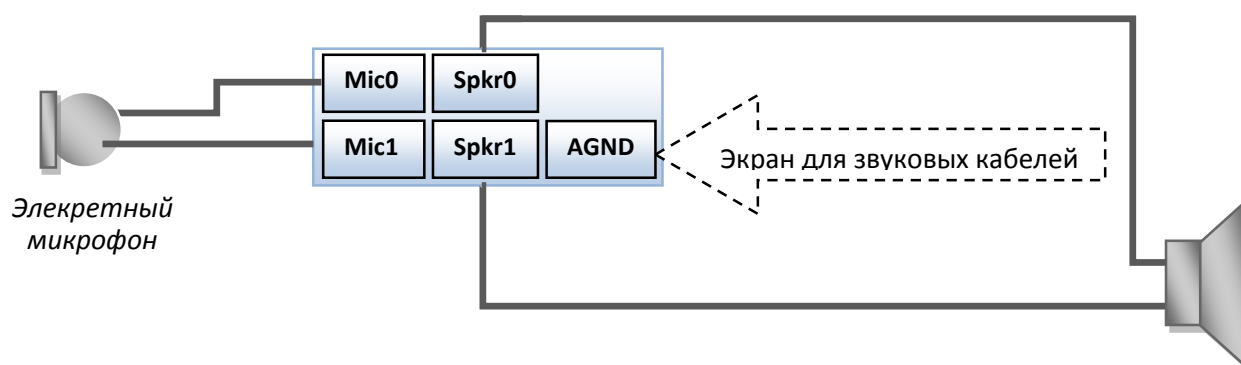 Mic0 Spkr0
Mic1 Spkr1 AGND
Экран для звуковых кабелей
Элекретный
микрофон